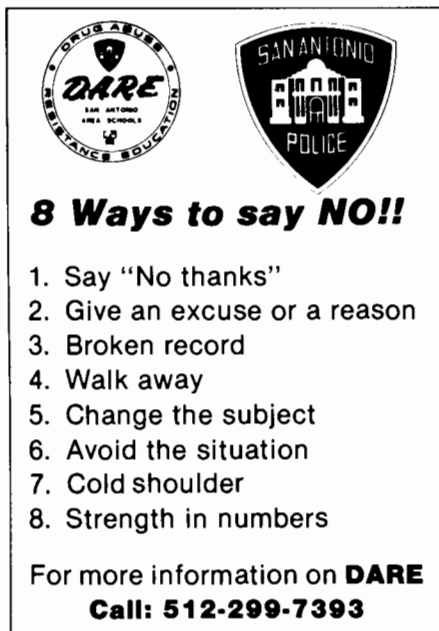 DRUG ABUSE
DARE
SAN ANTONIO
AREA SCHOOLS
RESISTANCE EDUCATION
SAN ANTONIO
POLICE
8 Ways to say NO!!
1. Say "No thanks"
2. Give an excuse or a reason
3. Broken record
4. Walk away
5. Change the subject
6. Avoid the situation
7. Cold shoulder
8. Strength in numbers
For more information on DARE
Call: 512-299-7393